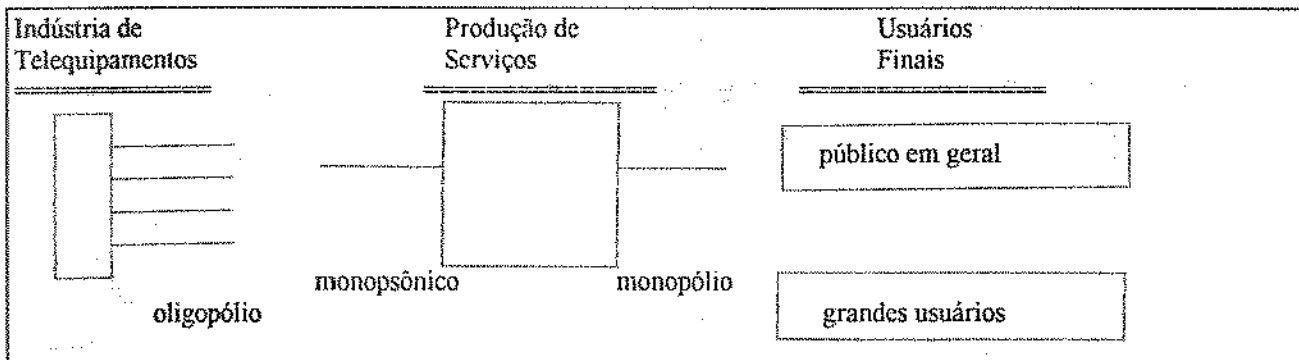 Indústria de
Telequipamentos
Produção de
Serviços
Usuários
Finais
público em geral
monopsônico
monopólio
oligopólio
grandes usuários